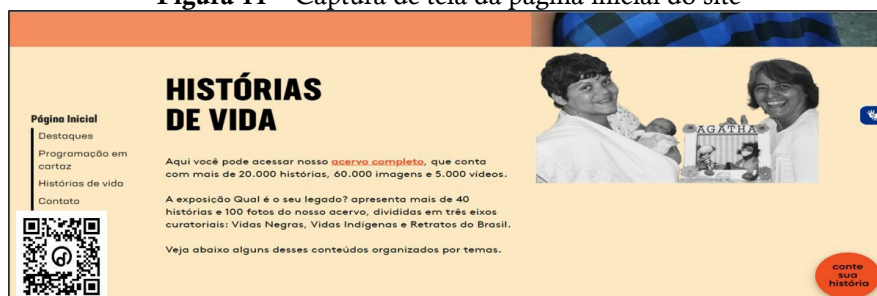 Figura 11 – Captura de tela da página inicial do site
HISTÓRIAS
DE VIDA
Página Inicial
Destaques
Programação em
cartaz
Histórias de vida
Contato
Aqui você pode acessar nosso acervo completo, que conta
com mais de 20.000 histórias, 60.000 imagens e 5.000 vídeos.
A exposição Qual é o seu legado? apresenta mais de 40
histórias e 100 fotos do nosso acervo, divididas em três eixos
curatoriais: Vidas Negras, Vidas Indígenas e Retratos do Brasil.
Veja abaixo alguns desses conteúdos organizados por temas.
AGATHA
conte
sua
história